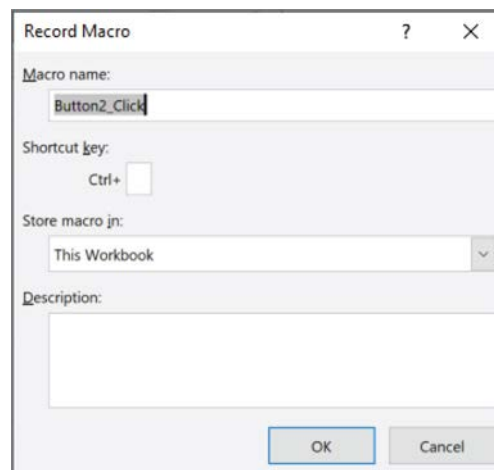 Record Macro ? ×
Macro name:
Button2_Click
Shortcut key:
Ctrl+
Store macro in:
This Workbook
Description:
OK Cancel